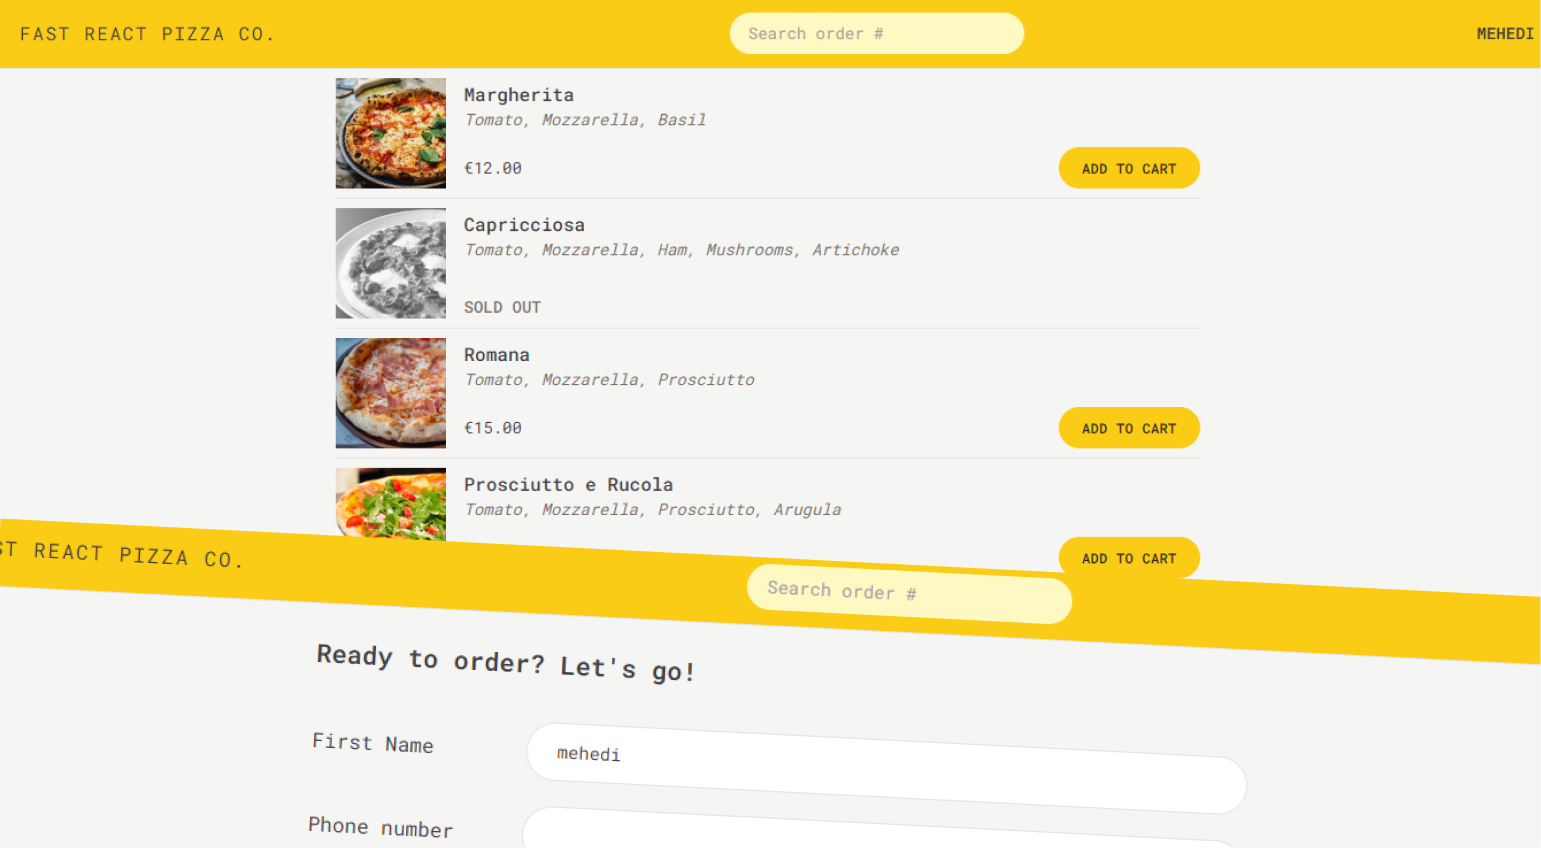 FAST REACT PIZZA CO.
Search order #
MEHEDI
Margherita
Tomato, Mozzarella, Basil
€12.00
ADD TO CART
Capricciosa
Tomato, Mozzarella, Ham, Mushrooms, Artichoke
SOLD OUT
Romana
Tomato, Mozzarella, Prosciutto
€15.00
ADD TO CART
Prosciutto e Rucola
Tomato, Mozzarella, Prosciutto, Arugula
ADD TO CART
ST REACT PIZZA CO.
Search order #
Ready to order? Let's go!
First Name
mehedi
Phone number